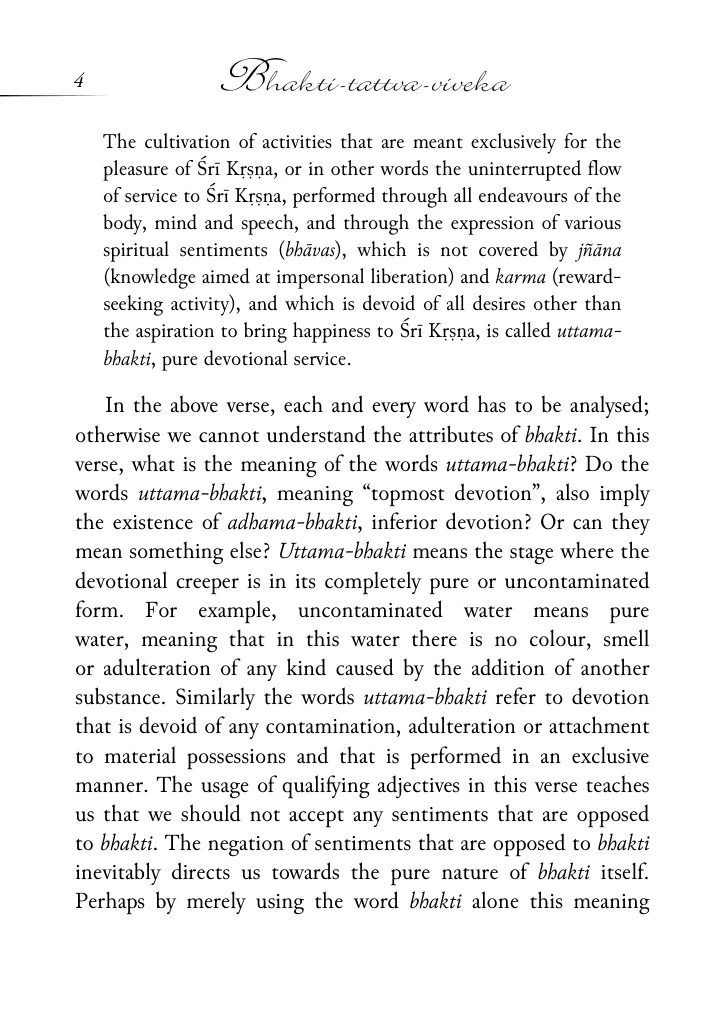 4
Bhakti-tattva-viveka
The cultivation of activities that are meant exclusively for the
pleasure of Śrī Kṛṣṇa, or in other words the uninterrupted flow
of service to Śrī Kṛṣṇa, performed through all endeavours of the
body, mind and speech, and through the expression of various
spiritual sentiments (bhāvas), which is not covered by jñāna
(knowledge aimed at impersonal liberation) and karma (reward-
seeking activity), and which is devoid of all desires other than
the aspiration to bring happiness to Śrī Kṛṣṇa, is called uttama-
bhakti, pure devotional service.
In the above verse, each and every word has to be analysed;
otherwise we cannot understand the attributes of bhakti. In this
verse, what is the meaning of the words uttama-bhakti? Do the
words uttama-bhakti, meaning “topmost devotion”, also imply
the existence of adhama-bhakti, inferior devotion? Or can they
mean something else? Uttama-bhakti means the stage where the
devotional creeper is in its completely pure or uncontaminated
form. For example, uncontaminated water means pure
water, meaning that in this water there is no colour, smell
or adulteration of any kind caused by the addition of another
substance. Similarly the words uttama-bhakti refer to devotion
that is devoid of any contamination, adulteration or attachment
to material possessions and that is performed in an exclusive
manner. The usage of qualifying adjectives in this verse teaches
us that we should not accept any sentiments that are opposed
to bhakti. The negation of sentiments that are opposed to bhakti
inevitably directs us towards the pure nature of bhakti itself.
Perhaps by merely using the word bhakti alone this meaning